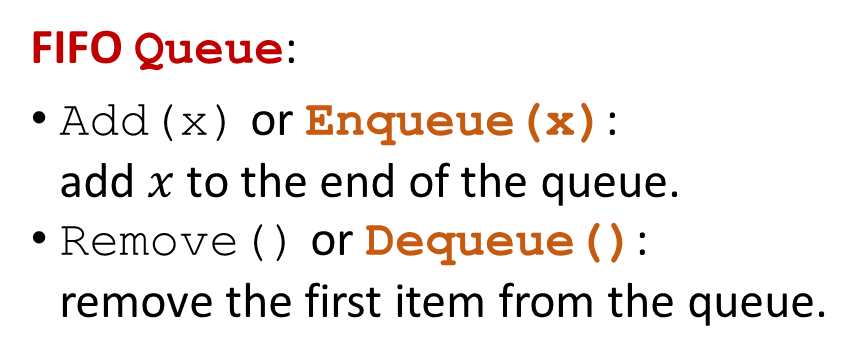 FIFO Queue:
• Add(x) or Enqueue(x):
add x to the end of the queue.
• Remove() or Dequeue():
remove the first item from the queue.